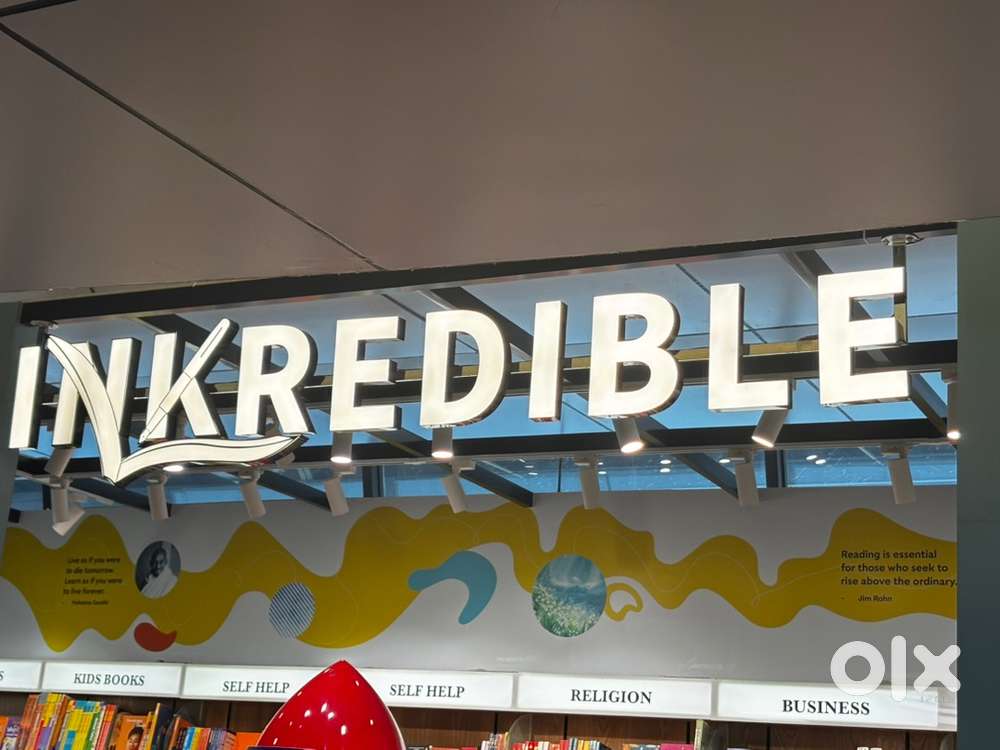 INKREDIBLE
Live as if you were
to die tomorrow.
Learn as if you were
to live forever.
- Mahatma Gandhi
Reading is essential
for those who seek to
rise above the ordinary.
- Jim Rohn
S
KIDS BOOKS
SELF HELP
SELF HELP
RELIGION
BUSINESS
olx